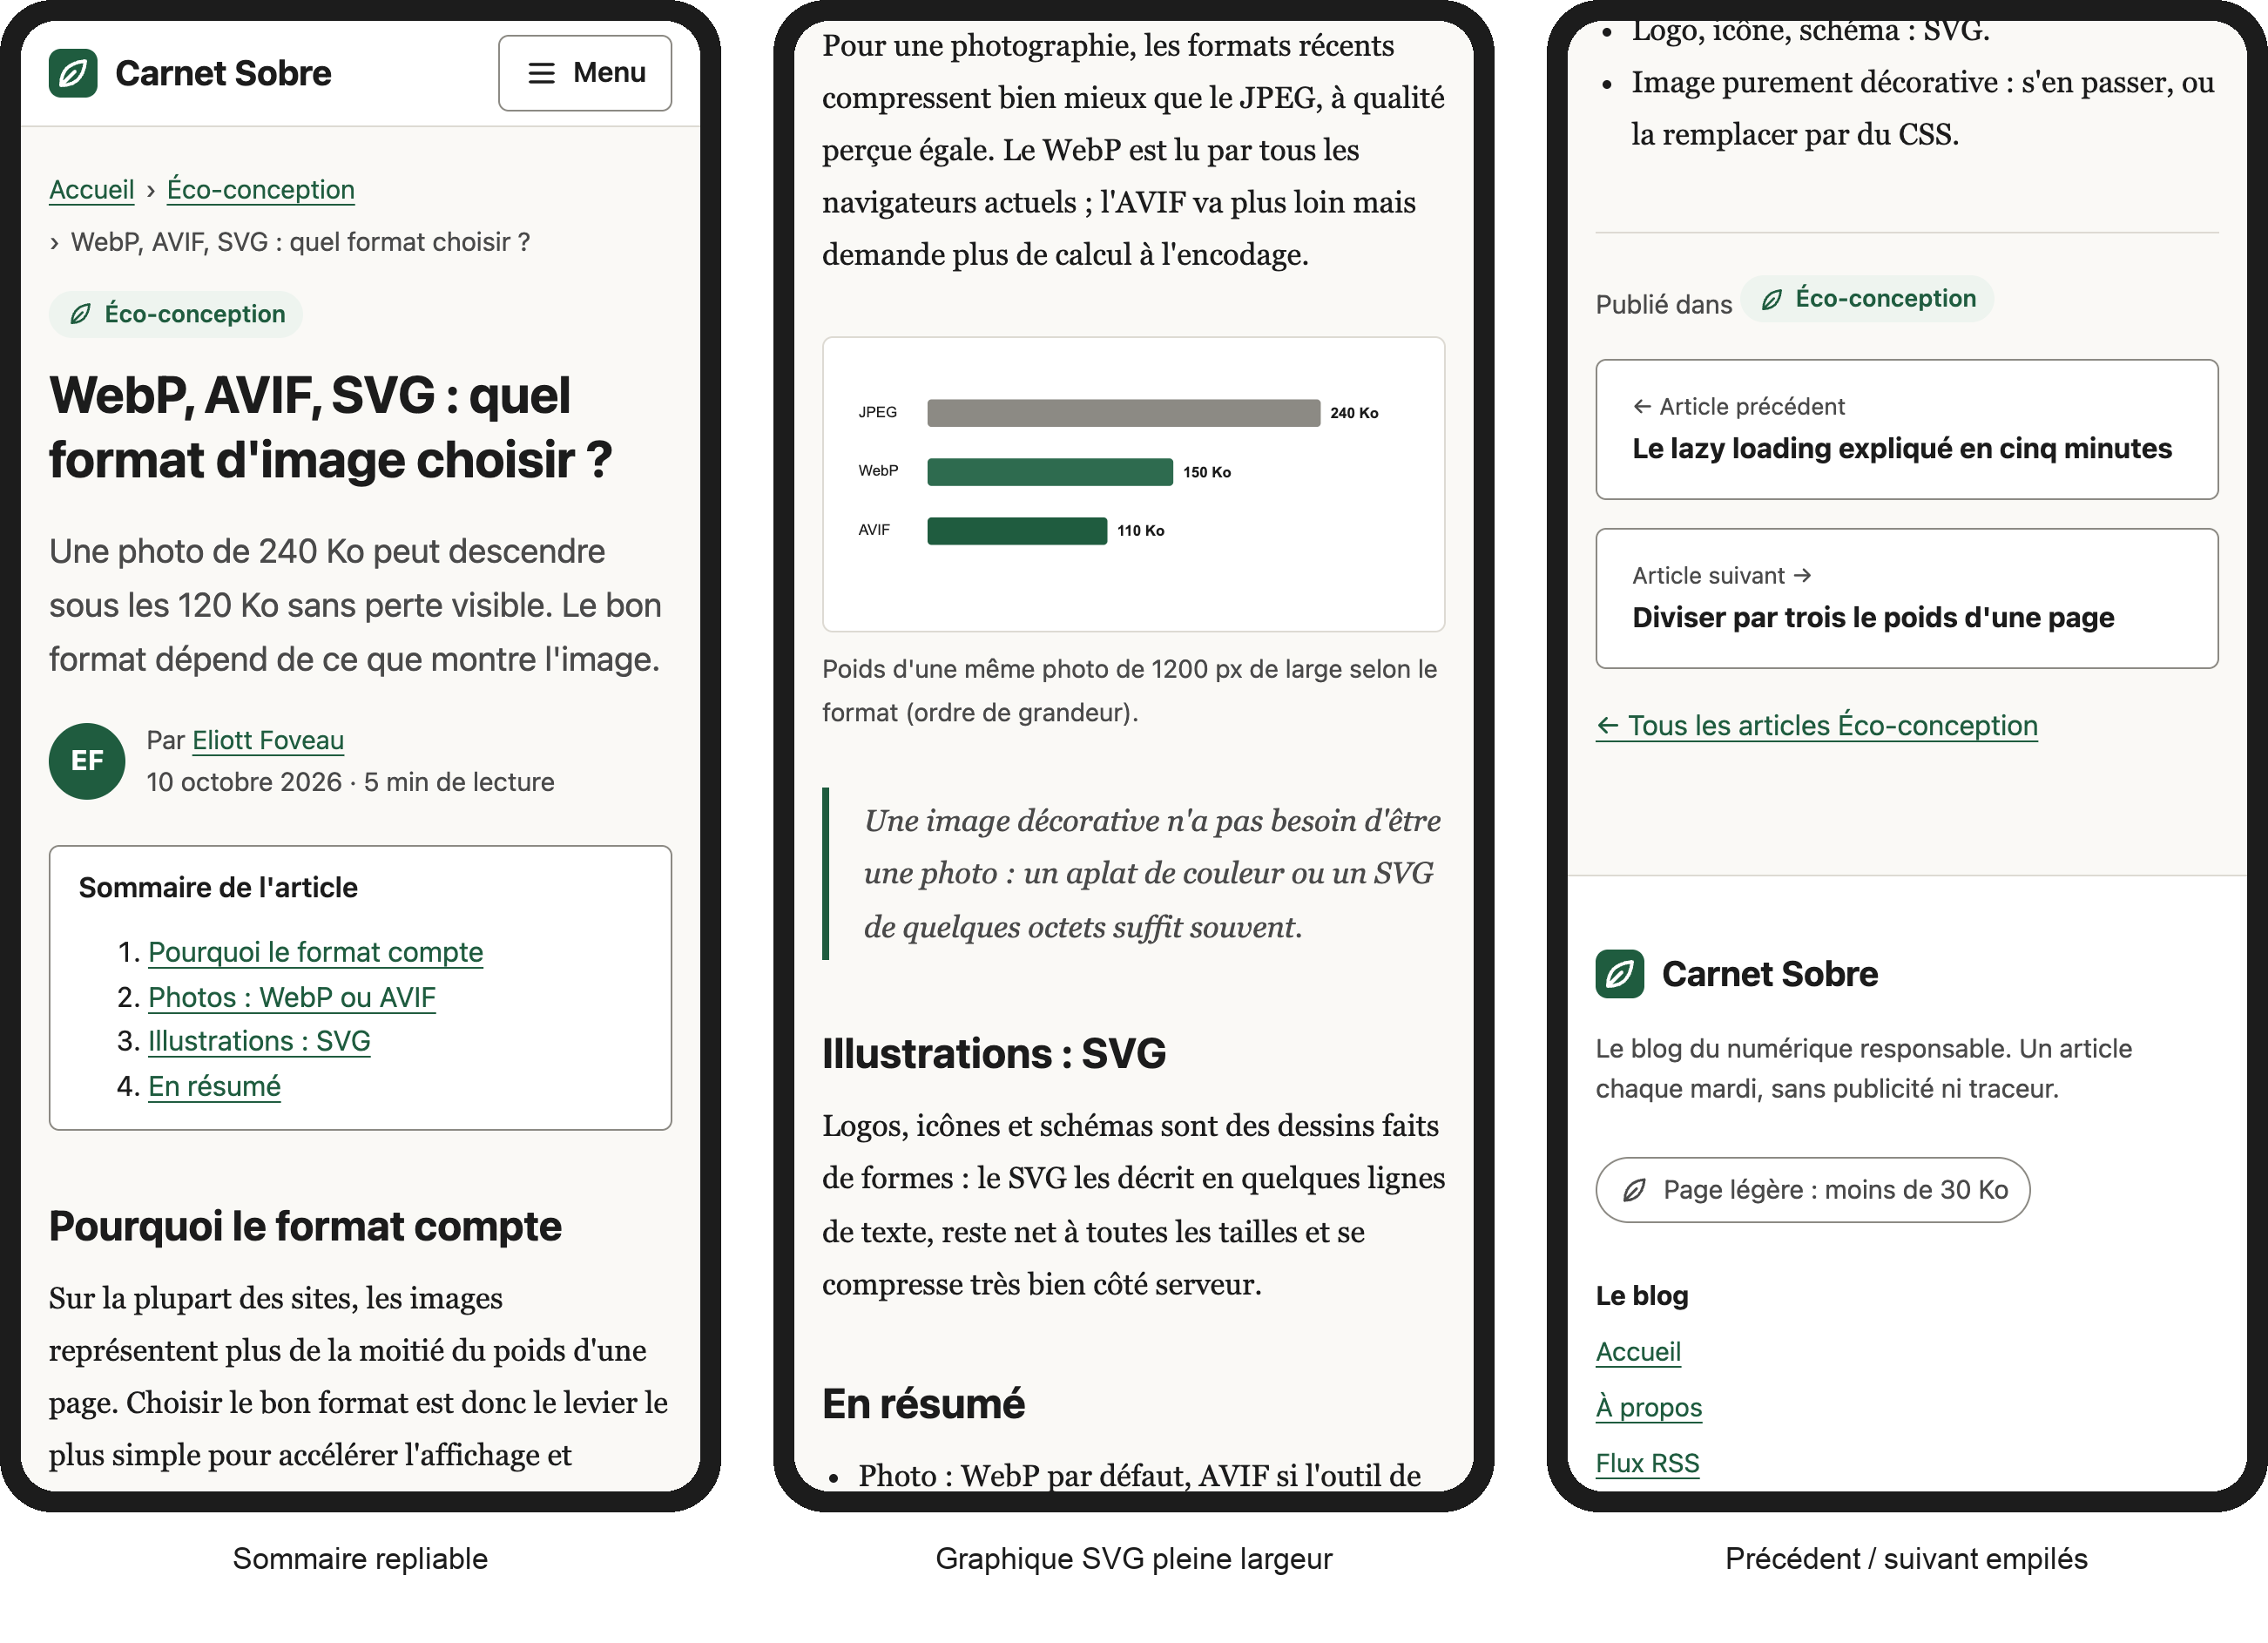 Carnet Sobre
Menu
Accueil › Éco-conception
› WebP, AVIF, SVG : quel format choisir ?
Éco-conception
WebP, AVIF, SVG : quel
format d'image choisir ?
Une photo de 240 Ko peut descendre
sous les 120 Ko sans perte visible. Le bon
format dépend de ce que montre l'image.
EF
Par Eliott Foveau
10 octobre 2026 · 5 min de lecture
Sommaire de l'article
1. Pourquoi le format compte
2. Photos : WebP ou AVIF
3. Illustrations : SVG
4. En résumé
Pourquoi le format compte
Sur la plupart des sites, les images
représentent plus de la moitié du poids d'une
page. Choisir le bon format est donc le levier le
plus simple pour accélérer l'affichage et
Sommaire repliable
Pour une photographie, les formats récents
compressent bien mieux que le JPEG, à qualité
perçue égale. Le WebP est lu par tous les
navigateurs actuels ; l'AVIF va plus loin mais
demande plus de calcul à l'encodage.
JPEG 240 Ko
WebP 150 Ko
AVIF 110 Ko
Poids d'une même photo de 1200 px de large selon le
format (ordre de grandeur).
Une image décorative n'a pas besoin d'être
une photo : un aplat de couleur ou un SVG
de quelques octets suffit souvent.
Illustrations : SVG
Logos, icônes et schémas sont des dessins faits
de formes : le SVG les décrit en quelques lignes
de texte, reste net à toutes les tailles et se
compresse très bien côté serveur.
En résumé
• Photo : WebP par défaut, AVIF si l'outil de
Graphique SVG pleine largeur
• Logo, icône, schéma : SVG.
• Image purement décorative : s'en passer, ou
la remplacer par du CSS.
Publié dans Éco-conception
← Article précédent
Le lazy loading expliqué en cinq minutes
Article suivant →
Diviser par trois le poids d'une page
← Tous les articles Éco-conception
Carnet Sobre
Le blog du numérique responsable. Un article
chaque mardi, sans publicité ni traceur.
Page légère : moins de 30 Ko
Le blog
Accueil
À propos
Flux RSS
Précédent / suivant empilés